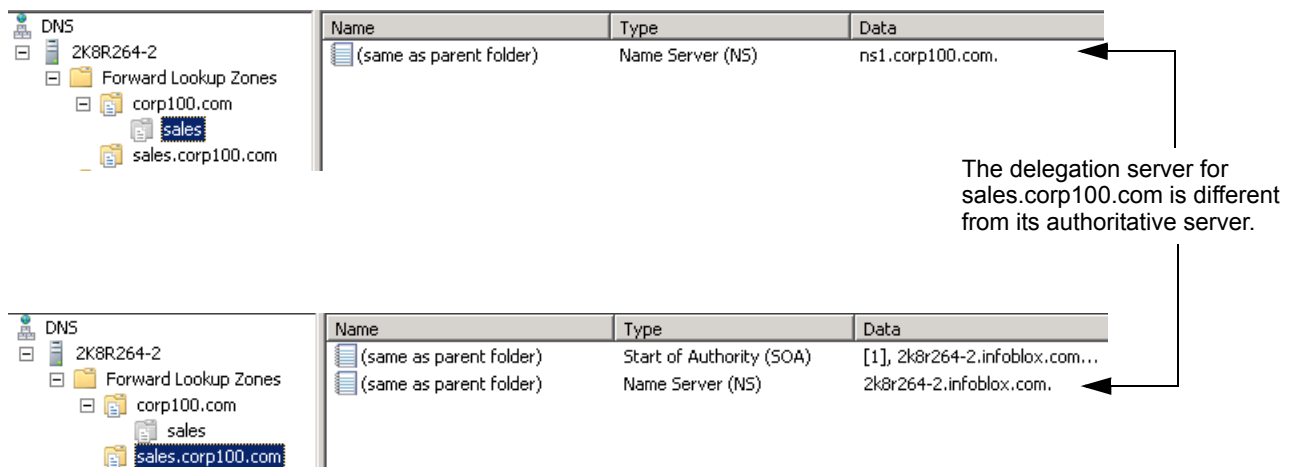 DNS
2K8R264-2
Forward Lookup Zones
corp100.com
sales
sales.corp100.com
Name Type Data
(same as parent folder) Name Server (NS) ns1.corp100.com.
The delegation server for
sales.corp100.com is different
from its authoritative server.
DNS
2K8R264-2
Forward Lookup Zones
corp100.com
sales
sales.corp100.com
Name Type Data
(same as parent folder) Start of Authority (SOA) [1], 2k8r264-2.infoblox.com...
(same as parent folder) Name Server (NS) 2k8r264-2.infoblox.com.